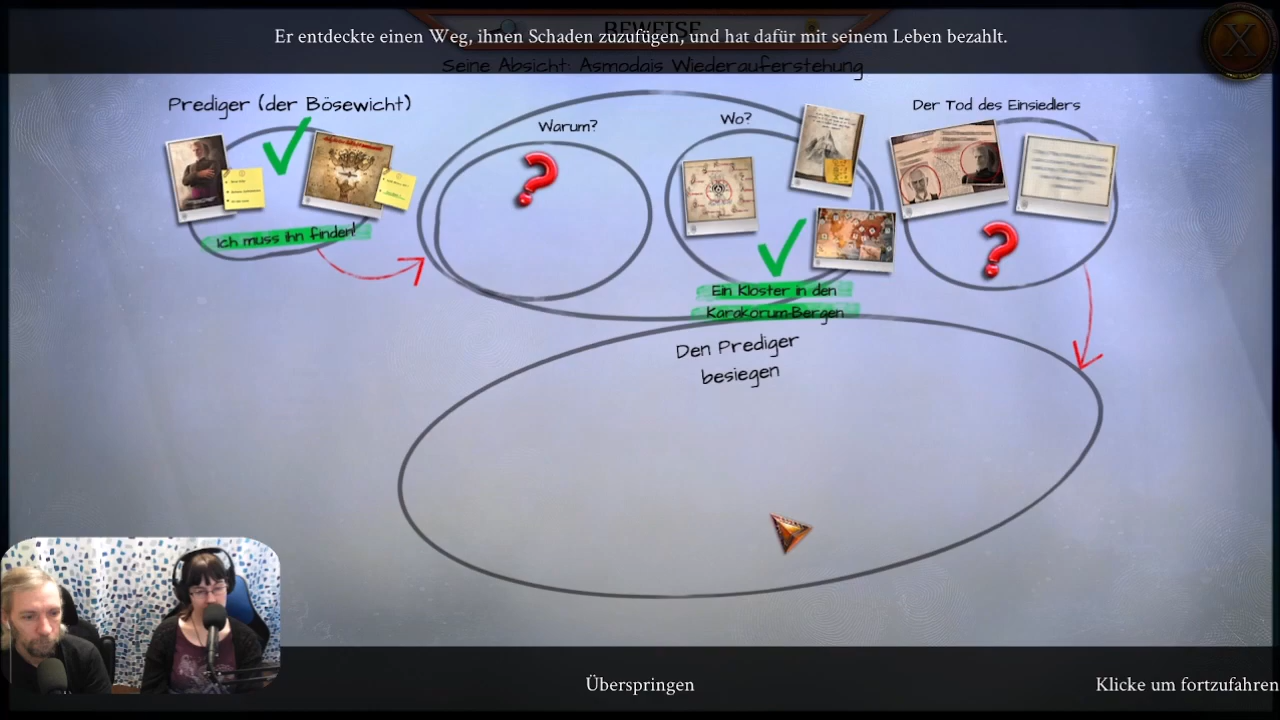 BEWEISE
Er entdeckte einen Weg, ihnen Schaden zuzufügen, und hat dafür mit seinem Leben bezahlt.
X
Seine Absicht: Asmodais Wiederauferstehung
Prediger (der Bösewicht)
Warum?
Wo?
Der Tod des Einsiedlers
?
?
Ich muss ihn finden!
Ein Kloster in den
Karakorum-Bergen
Den Prediger
besiegen
Überspringen
Klicke um fortzufahren